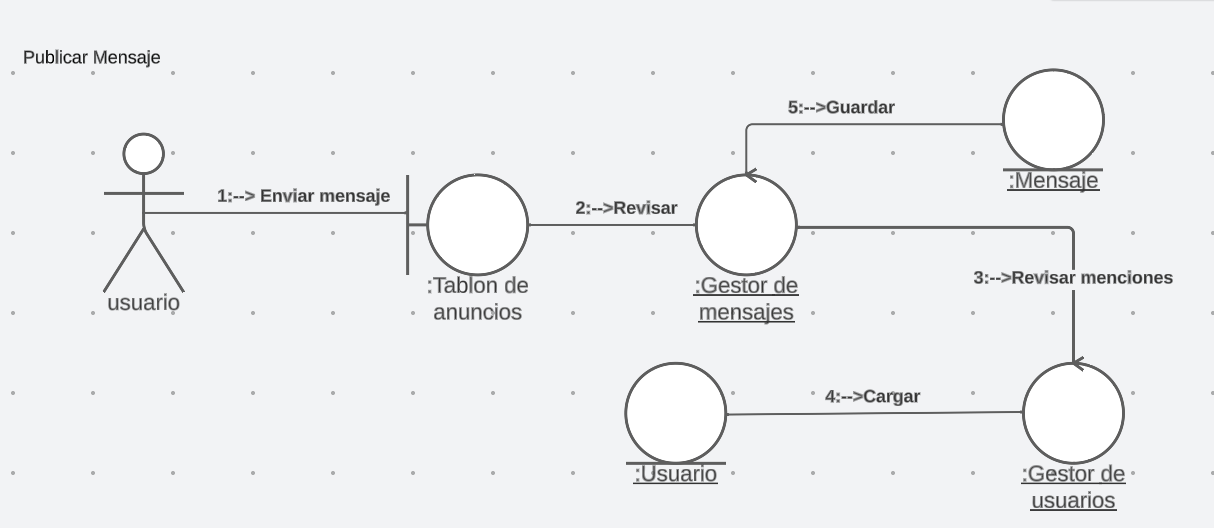 Publicar Mensaje
5:-->Guardar
:Mensaje
1:--> Enviar mensaje
2:-->Revisar
usuario
:Tablon de
anuncios
:Gestor de
mensajes
3:-->Revisar menciones
4:-->Cargar
:Usuario
:Gestor de
usuarios